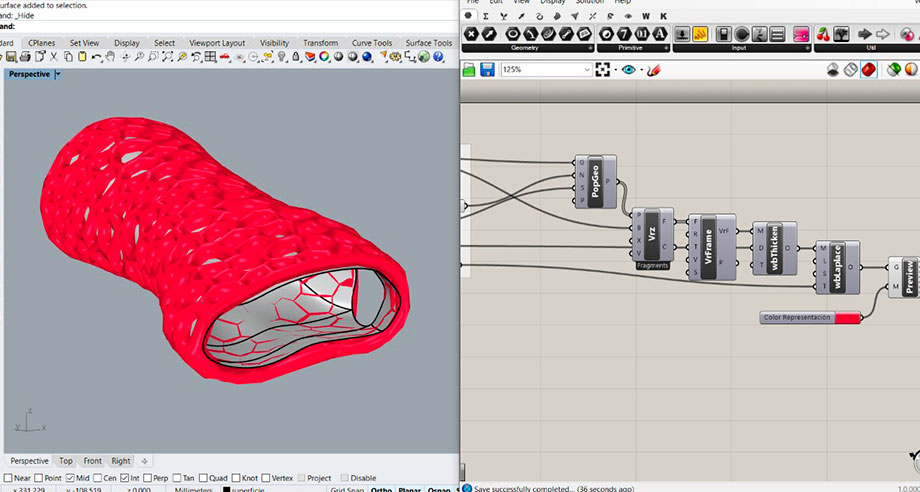 urface added to selection.
and: _Hide
and:
dard CPlanes Set View Display Select Viewport Layout Visibility Transform Curve Tools Surface Tools
Perspective
z
y x
Perspective Top Front Right
Near Point Mid Cen Int Perp Tan Quad Knot Vertex Project Disable
x 331.229 y -108.519 z 0.000 Millimeters superficie Grid Snap Ortho Planar Osnap
File Edit View Display Solution Help
W K
Geometry Primitive Input Util
125%
G
N
S
P
PopGeo
P
P
B
X
V
Vrz
F
C
Fragments
F
R
T
V
S
VrFrame
VrF
P
M
D
T
wbThicken
O
M
L
S
T
wbLaplace
O
G
M
Preview
Color Representación
Save successfully completed... (36 seconds ago)
1.0.000